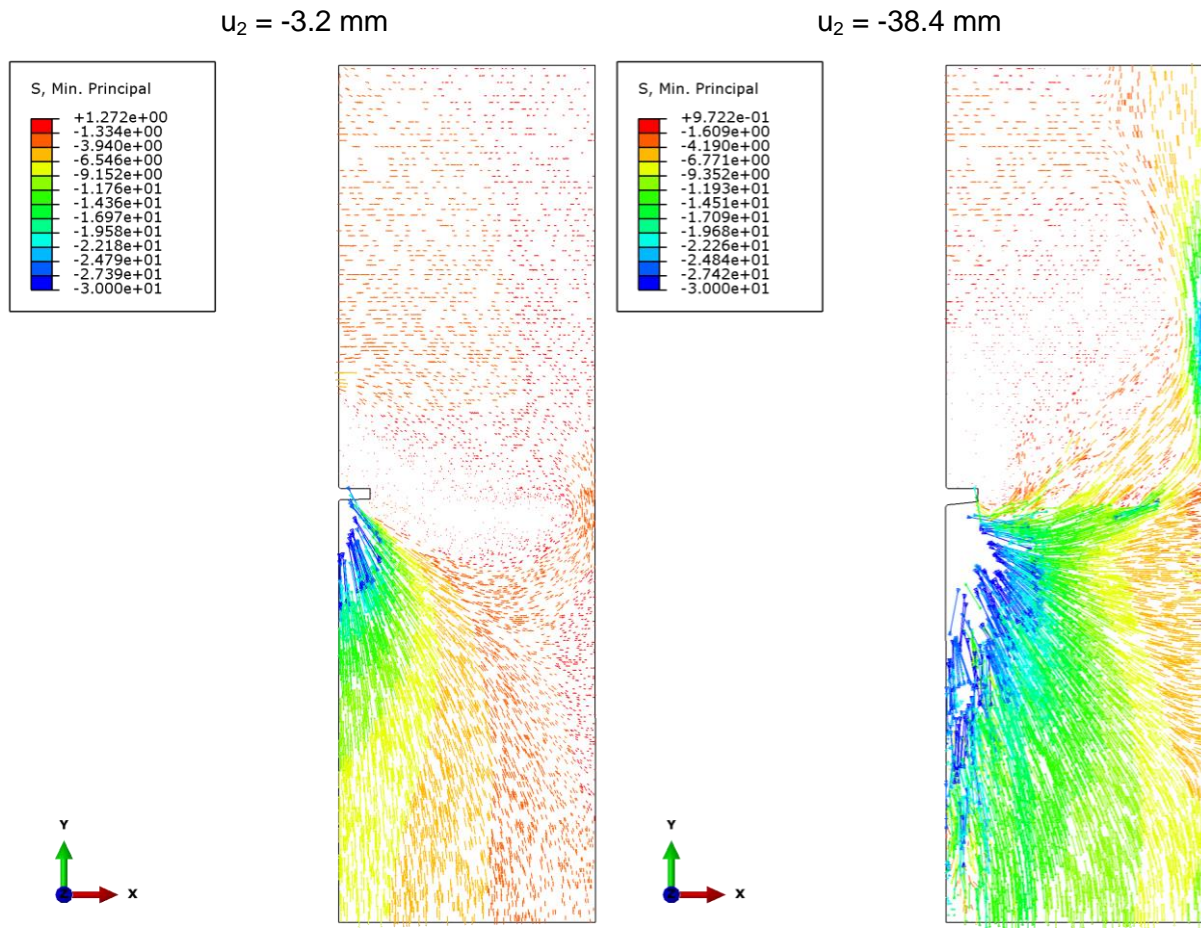 u₂ = -3.2 mm
u₂ = -38.4 mm
S, Min. Principal
+1.272e+00
-1.334e+00
-3.940e+00
-6.546e+00
-9.152e+00
-1.176e+01
-1.436e+01
-1.697e+01
-1.958e+01
-2.218e+01
-2.479e+01
-2.739e+01
-3.000e+01
S, Min. Principal
+9.722e-01
-1.609e+00
-4.190e+00
-6.771e+00
-9.352e+00
-1.193e+01
-1.451e+01
-1.709e+01
-1.968e+01
-2.226e+01
-2.484e+01
-2.742e+01
-3.000e+01
Y
Z
X
Y
Z
X